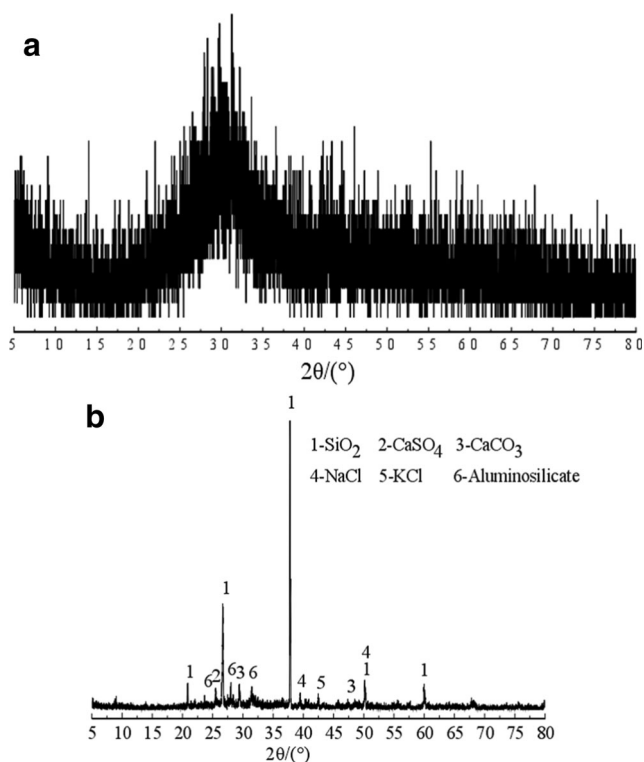 a
5 10 15 20 25 30 35 40 45 50 55 60 65 70 75 80
2θ/(°)
b
1
1-SiO2 2-CaSO4 3-CaCO3
4-NaCl 5-KCl 6-Aluminosilicate
1
1 6 2 6 3 6 4 5 3 4 1 1
5 10 15 20 25 30 35 40 45 50 55 60 65 70 75 80
2θ/(°)